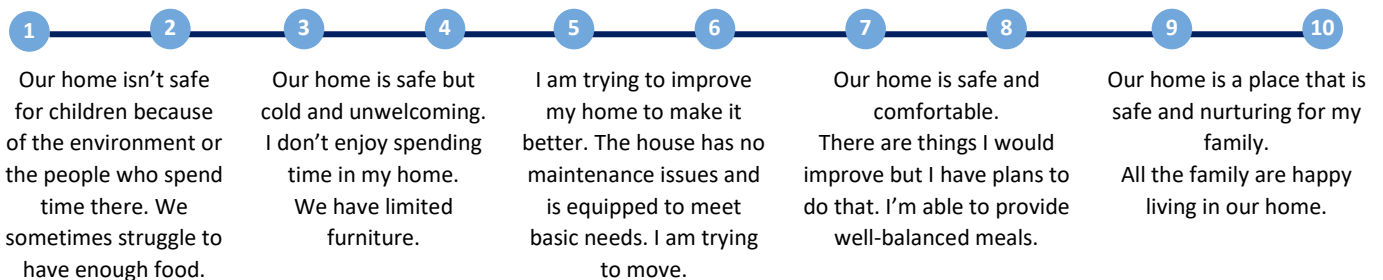 1 2 3 4 5 6 7 8 9 10
Our home isn’t safe
for children because
of the environment or
the people who spend
time there. We
sometimes struggle to
have enough food.
Our home is safe but
cold and unwelcoming.
I don’t enjoy spending
time in my home.
We have limited
furniture.
I am trying to improve
my home to make it
better. The house has no
maintenance issues and
is equipped to meet
basic needs. I am trying
to move.
Our home is safe and
comfortable.
There are things I would
improve but I have plans to
do that. I’m able to provide
well-balanced meals.
Our home is a place that is
safe and nurturing for my
family.
All the family are happy
living in our home.